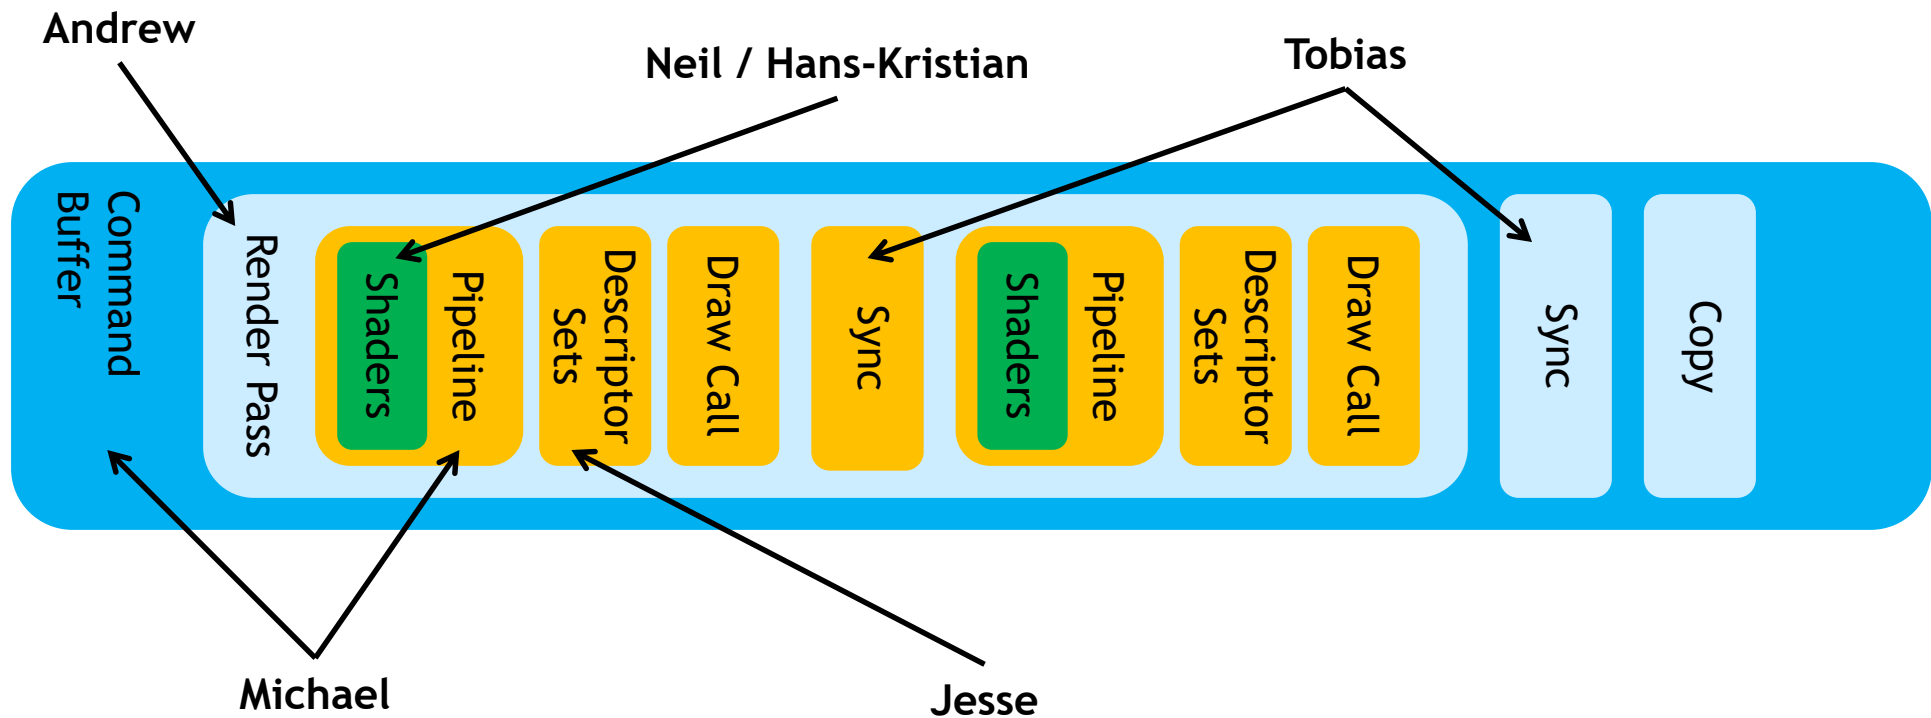 Andrew
Neil / Hans-Kristian
Tobias
Command
Buffer
Render Pass
Shaders
Pipeline
Descriptor
Sets
Draw Call
Sync
Shaders
Pipeline
Descriptor
Sets
Draw Call
Sync
Copy
Michael
Jesse